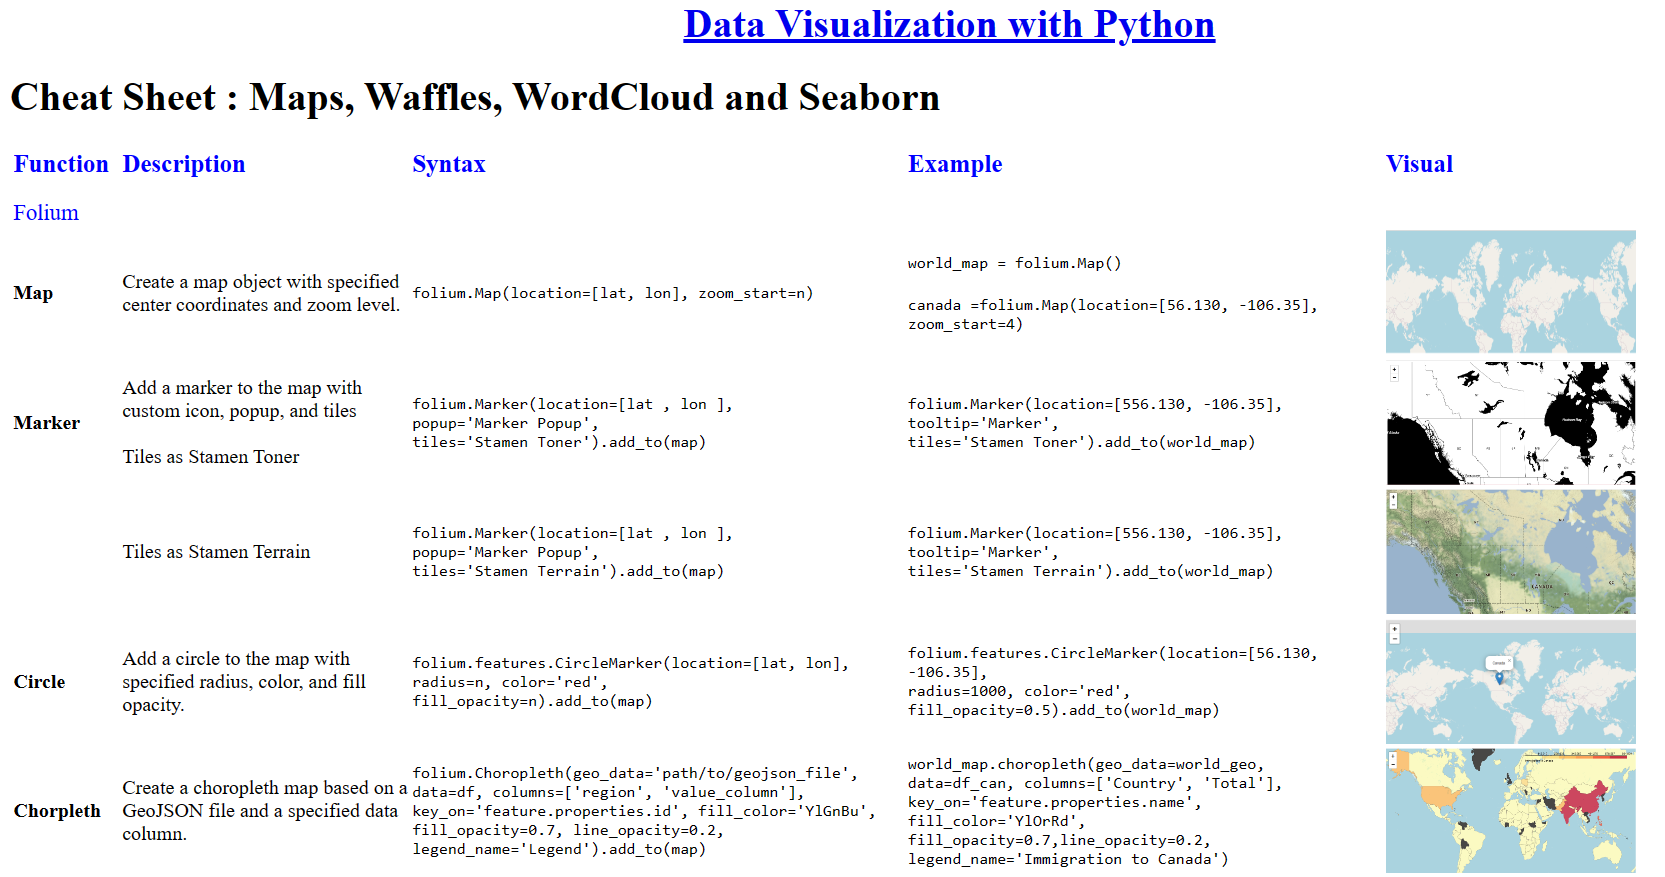 Data Visualization with Python
Cheat Sheet : Maps, Waffles, WordCloud and Seaborn
Function Description Syntax Example Visual
Folium
Map
Create a map object with specified
center coordinates and zoom level.
folium.Map(location=[lat, lon], zoom_start=n)
world_map = folium.Map()
canada =folium.Map(location=[56.130, -106.35],
zoom_start=4)
Marker
Add a marker to the map with
custom icon, popup, and tiles
Tiles as Stamen Toner
folium.Marker(location=[lat , lon ],
popup='Marker Popup',
tiles='Stamen Toner').add_to(map)
folium.Marker(location=[556.130, -106.35],
tooltip='Marker',
tiles='Stamen Toner').add_to(world_map)
Tiles as Stamen Terrain
folium.Marker(location=[lat , lon ],
popup='Marker Popup',
tiles='Stamen Terrain').add_to(map)
folium.Marker(location=[556.130, -106.35],
tooltip='Marker',
tiles='Stamen Terrain').add_to(world_map)
CANADA
Circle
Add a circle to the map with
specified radius, color, and fill
opacity.
folium.features.CircleMarker(location=[lat, lon],
radius=n, color='red',
fill_opacity=n).add_to(map)
folium.features.CircleMarker(location=[56.130,
-106.35],
radius=1000, color='red',
fill_opacity=0.5).add_to(world_map)
Canada
Chorpleth
Create a choropleth map based on a
GeoJSON file and a specified data
column.
folium.Choropleth(geo_data='path/to/geojson_file',
data=df, columns=['region', 'value_column'],
key_on='feature.properties.id', fill_color='YlGnBu',
fill_opacity=0.7, line_opacity=0.2,
legend_name='Legend').add_to(map)
world_map.choropleth(geo_data=world_geo,
data=df_can, columns=['Country', 'Total'],
key_on='feature.properties.name',
fill_color='YlOrRd',
fill_opacity=0.7,line_opacity=0.2,
legend_name='Immigration to Canada')